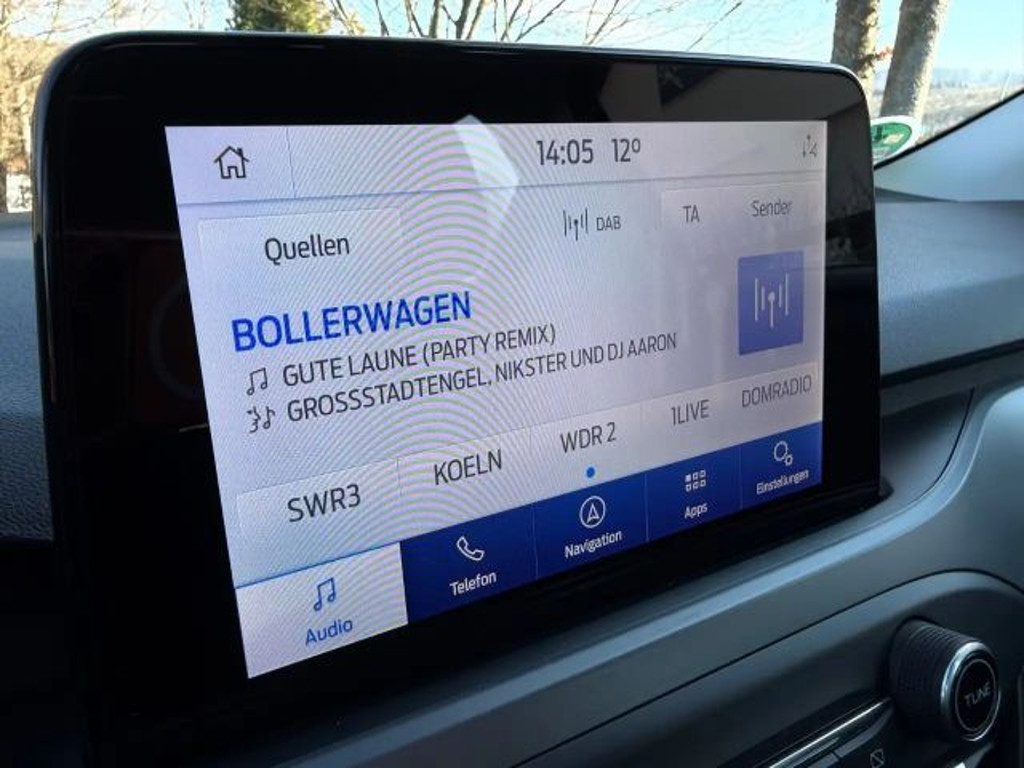 14:05 12°
Quellen
DAB
TA
Sender
BOLLERWAGEN
GUTE LAUNE (PARTY REMIX)
GROSSSTADTENGEL, NIKSTER UND DJ AARON
SWR3
KOELN
WDR 2
1LIVE
DOMRADIO
Audio
Telefon
Navigation
Apps
Einstellungen
TUNE